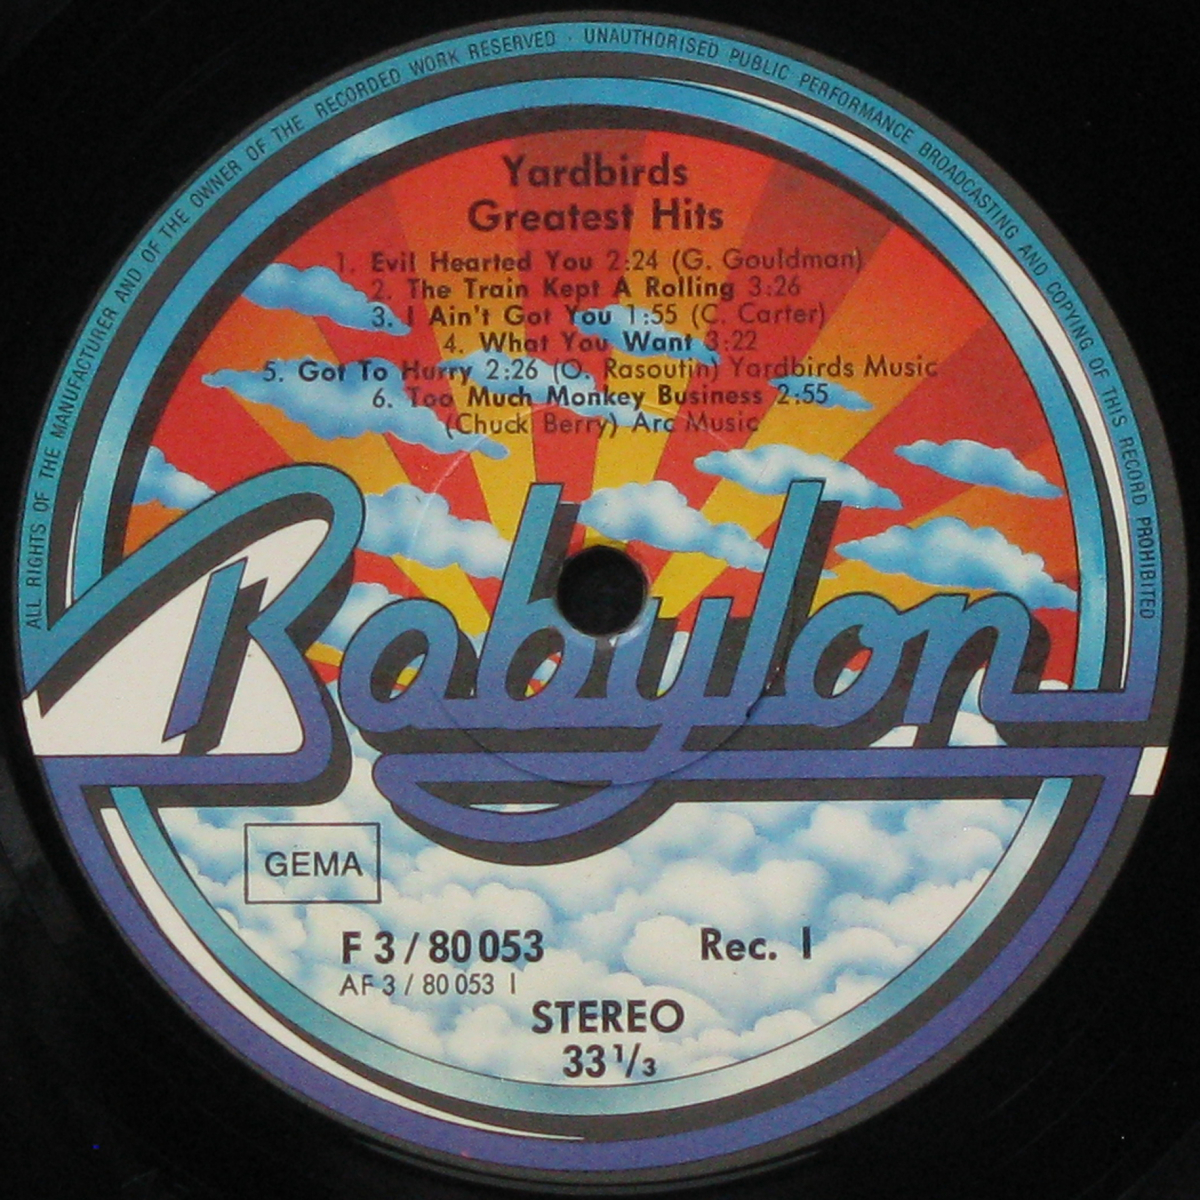 ALL RIGHTS OF THE MANUFACTURER AND OF THE OWNER OF THE RECORDED WORK RESERVED · UNAUTHORISED PUBLIC PERFORMANCE BROADCASTING AND COPYING OF THIS RECORD PROHIBITED
Yardbirds
Greatest Hits
1. Evil Hearted You 2:24 (G. Gouldman)
2. The Train Kept A Rolling 3:26
3. I Ain't Got You 1:55 (C. Carter)
4. What You Want 3:22
5. Got To Hurry 2:26 (O. Rasoutin) Yardbirds Music
6. Too Much Monkey Business 2:55
(Chuck Berry) Arc Music
Babylon
GEMA
F 3 / 80 053 Rec. I
AF 3 / 80 053 I
STEREO
33 1/3